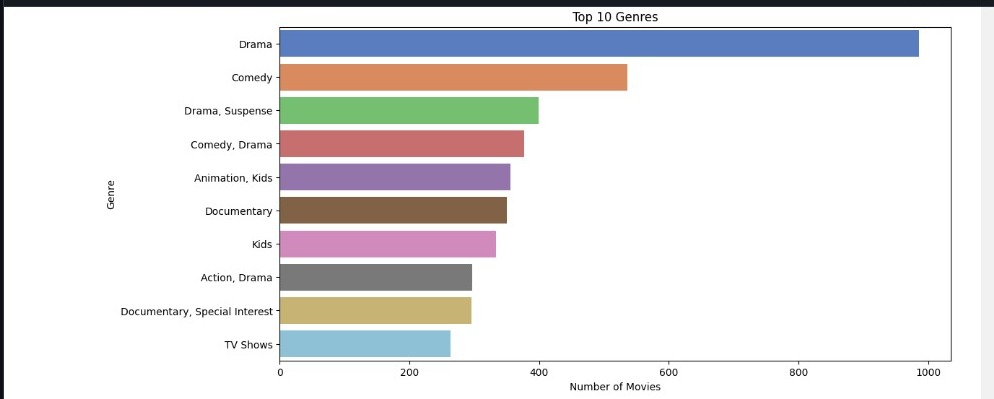 Top 10 Genres
Drama
Comedy
Drama, Suspense
Comedy, Drama
Animation, Kids
Documentary
Kids
Action, Drama
Documentary, Special Interest
TV Shows
Genre
0 200 400 600 800 1000
Number of Movies